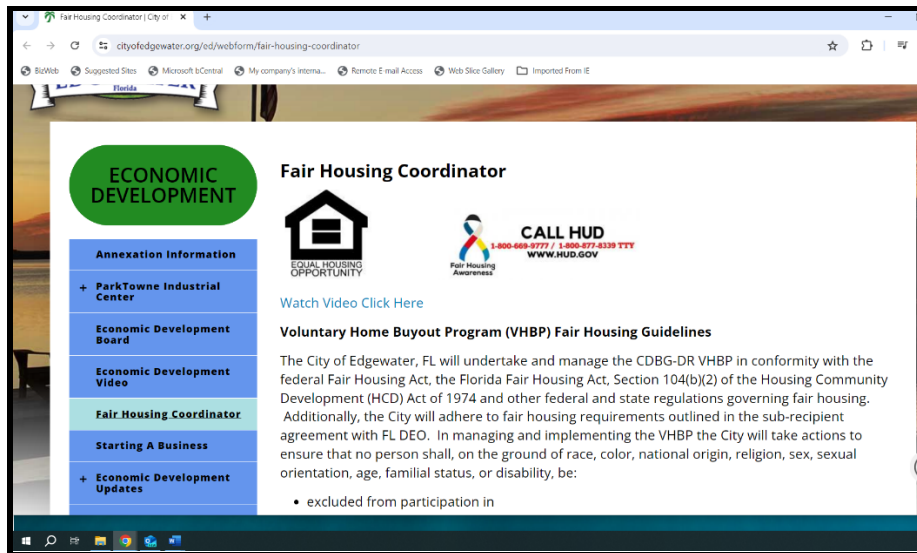 Fair Housing Coordinator | City of
cityofedgewater.org/ed/webform/fair-housing-coordinator
BizWeb
Suggested Sites
Microsoft bCentral
My company's interna...
Remote E-mail Access
Web Slice Gallery
Imported From IE
Florida
ECONOMIC
DEVELOPMENT
Annexation Information
+ ParkTowne Industrial
Center
Economic Development
Board
Economic Development
Video
Fair Housing Coordinator
Starting A Business
+ Economic Development
Updates
Fair Housing Coordinator
EQUAL HOUSING
OPPORTUNITY
Fair Housing
Awareness
CALL HUD
1-800-669-9777 / 1-800-877-8339 TTY
WWW.HUD.GOV
Watch Video Click Here
Voluntary Home Buyout Program (VHBP) Fair Housing Guidelines
The City of Edgewater, FL will undertake and manage the CDBG-DR VHBP in conformity with the
federal Fair Housing Act, the Florida Fair Housing Act, Section 104(b)(2) of the Housing Community
Development (HCD) Act of 1974 and other federal and state regulations governing fair housing.
Additionally, the City will adhere to fair housing requirements outlined in the sub-recipient
agreement with FL DEO. In managing and implementing the VHBP the City will take actions to
ensure that no person shall, on the ground of race, color, national origin, religion, sex, sexual
orientation, age, familial status, or disability, be:
• excluded from participation in